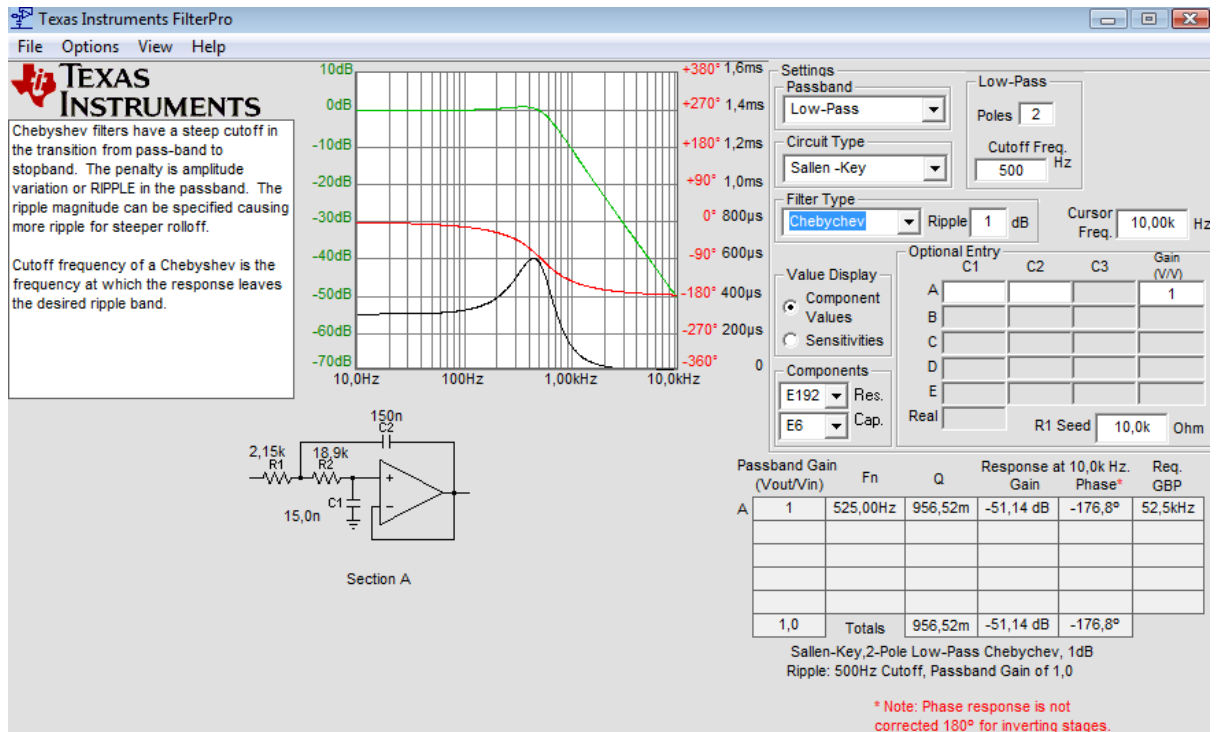 Texas Instruments FilterPro
File Options View Help
TEXAS
INSTRUMENTS
Chebyshev filters have a steep cutoff in
the transition from pass-band to
stopband. The penalty is amplitude
variation or RIPPLE in the passband. The
ripple magnitude can be specified causing
more ripple for steeper rolloff.
Cutoff frequency of a Chebyshev is the
frequency at which the response leaves
the desired ripple band.
10dB
0dB
-10dB
-20dB
-30dB
-40dB
-50dB
-60dB
-70dB
+380° 1,6ms
+270° 1,4ms
+180° 1,2ms
+90° 1,0ms
0° 800µs
-90° 600µs
-180° 400µs
-270° 200µs
-360° 0
10,0Hz 100Hz 1,00kHz 10,0kHz
Settings
Passband
Low-Pass
Circuit Type
Sallen -Key
Filter Type
Chebychev
Ripple 1 dB
Low-Pass
Poles 2
Cutoff Freq.
500 Hz
Cursor
Freq. 10,00k Hz
Value Display
Component
Values
Sensitivities
Components
E192 Res.
E6 Cap.
Optional Entry
C1 C2 C3 Gain
(V/V)
A 1
B
C
D
E
Real
R1 Seed 10,0k Ohm
150n
C2
2,15k 18,9k
R1 R2
C1
15,0n
+
-
Section A
Passband Gain
(Vout/Vin) Fn Q Response at 10,0k Hz. Req.
Gain Phase* GBP
A 1 525,00Hz 956,52m -51,14 dB -176,8º 52,5kHz
1,0 Totals 956,52m -51,14 dB -176,8º
Sallen-Key,2-Pole Low-Pass Chebychev, 1dB
Ripple: 500Hz Cutoff, Passband Gain of 1,0
* Note: Phase response is not
corrected 180º for inverting stages.